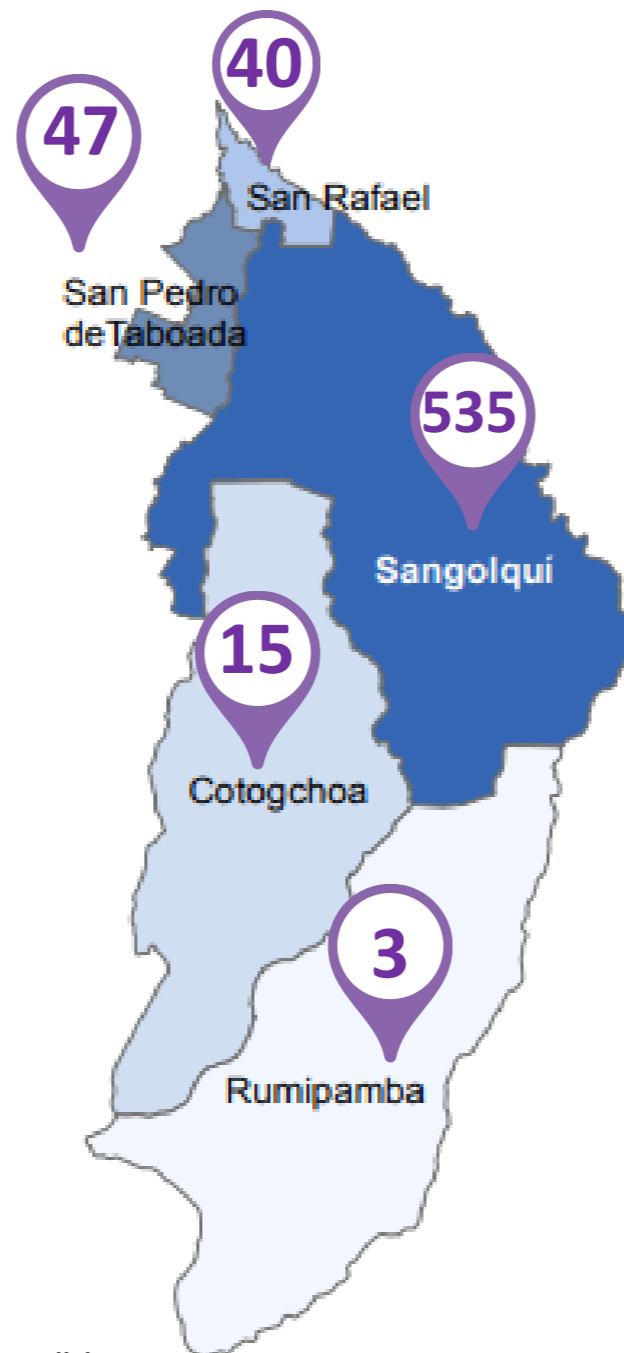 40
47
San Rafael
San Pedro
deTaboada
535
Sangolquí
15
Cotogchoa
3
Rumipamba